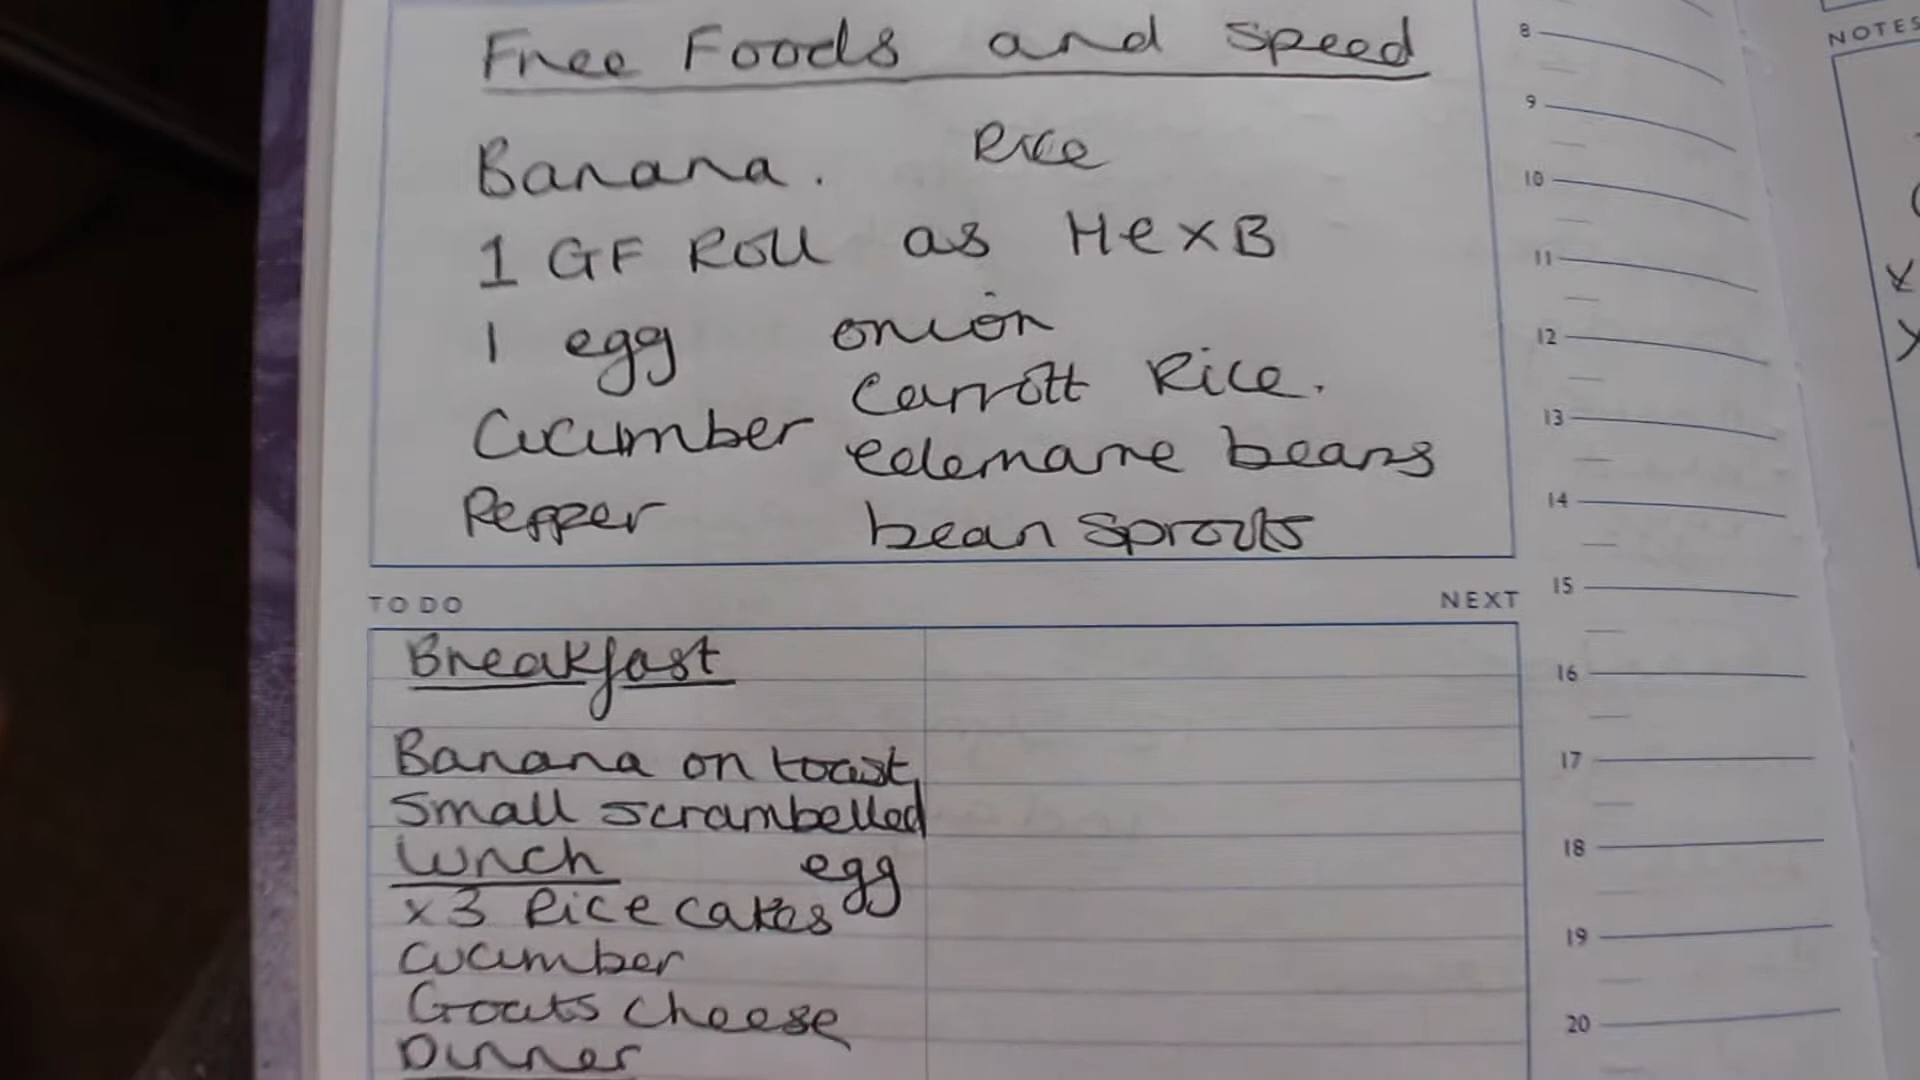 Free Foods and Speed
Banana. Rice
1 GF Roll as HexB
1 egg onion
Carrott Rice.
Cucumber
edemame beans
Pepper bean sprouts
TO DO NEXT
Breakfast
Banana on toast
Small scrambelled
egg
Lunch
x3 Rice cakes
cucumber
Goats cheese
Dinner
8
9
10
11
12
13
14
15
16
17
18
19
20
NOTES